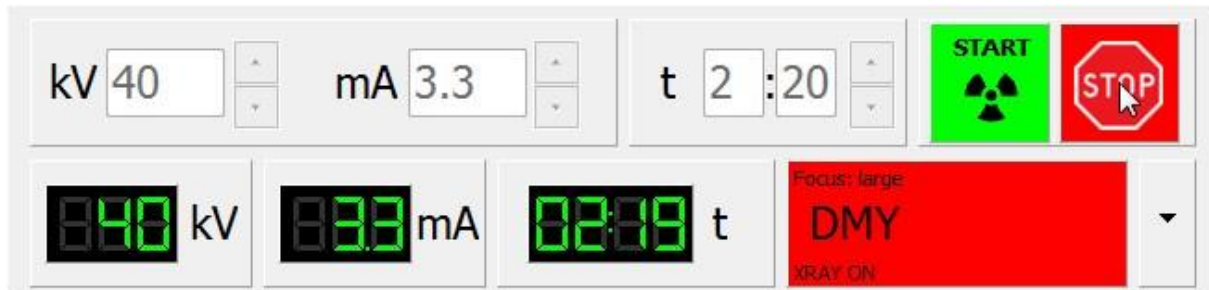 kV 40 mA 3.3 t 2 :20 START STOP
40 kV 3.3 mA 02:19 t
Focus: large
DMY
XRAY ON